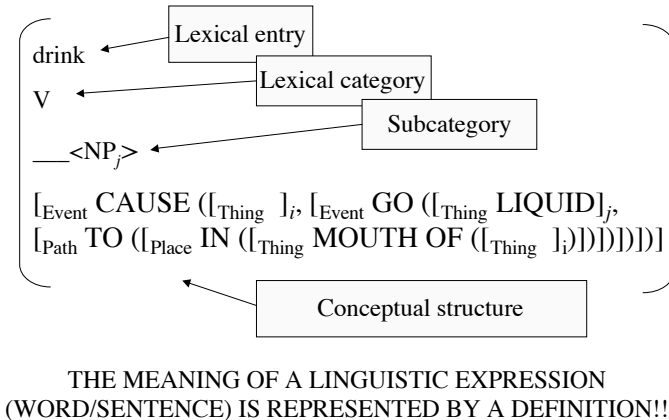 Lexical entry
drink
Lexical category
V
Subcategory
___<NPj>
[Event CAUSE ([Thing ]i, [Event GO ([Thing LIQUID]j,
[Path TO ([Place IN ([Thing MOUTH OF ([Thing ]i)])])])]
Conceptual structure
THE MEANING OF A LINGUISTIC EXPRESSION
(WORD/SENTENCE) IS REPRESENTED BY A DEFINITION!!